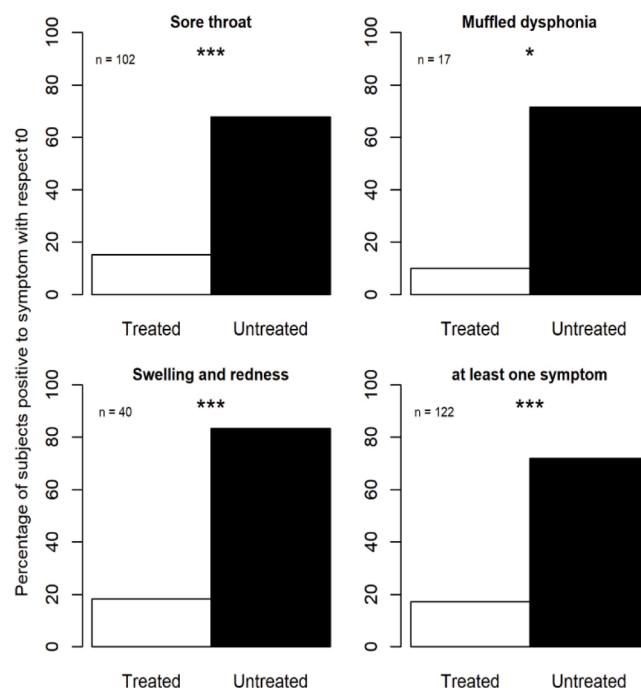 Percentage of subjects positive to symptom with respect t0
Sore throat
n = 102
***
100
80
60
40
20
0
Treated Untreated
Muffled dysphonia
n = 17
*
100
80
60
40
20
0
Treated Untreated
Swelling and redness
n = 40
***
100
80
60
40
20
0
Treated Untreated
at least one symptom
n = 122
***
100
80
60
40
20
0
Treated Untreated